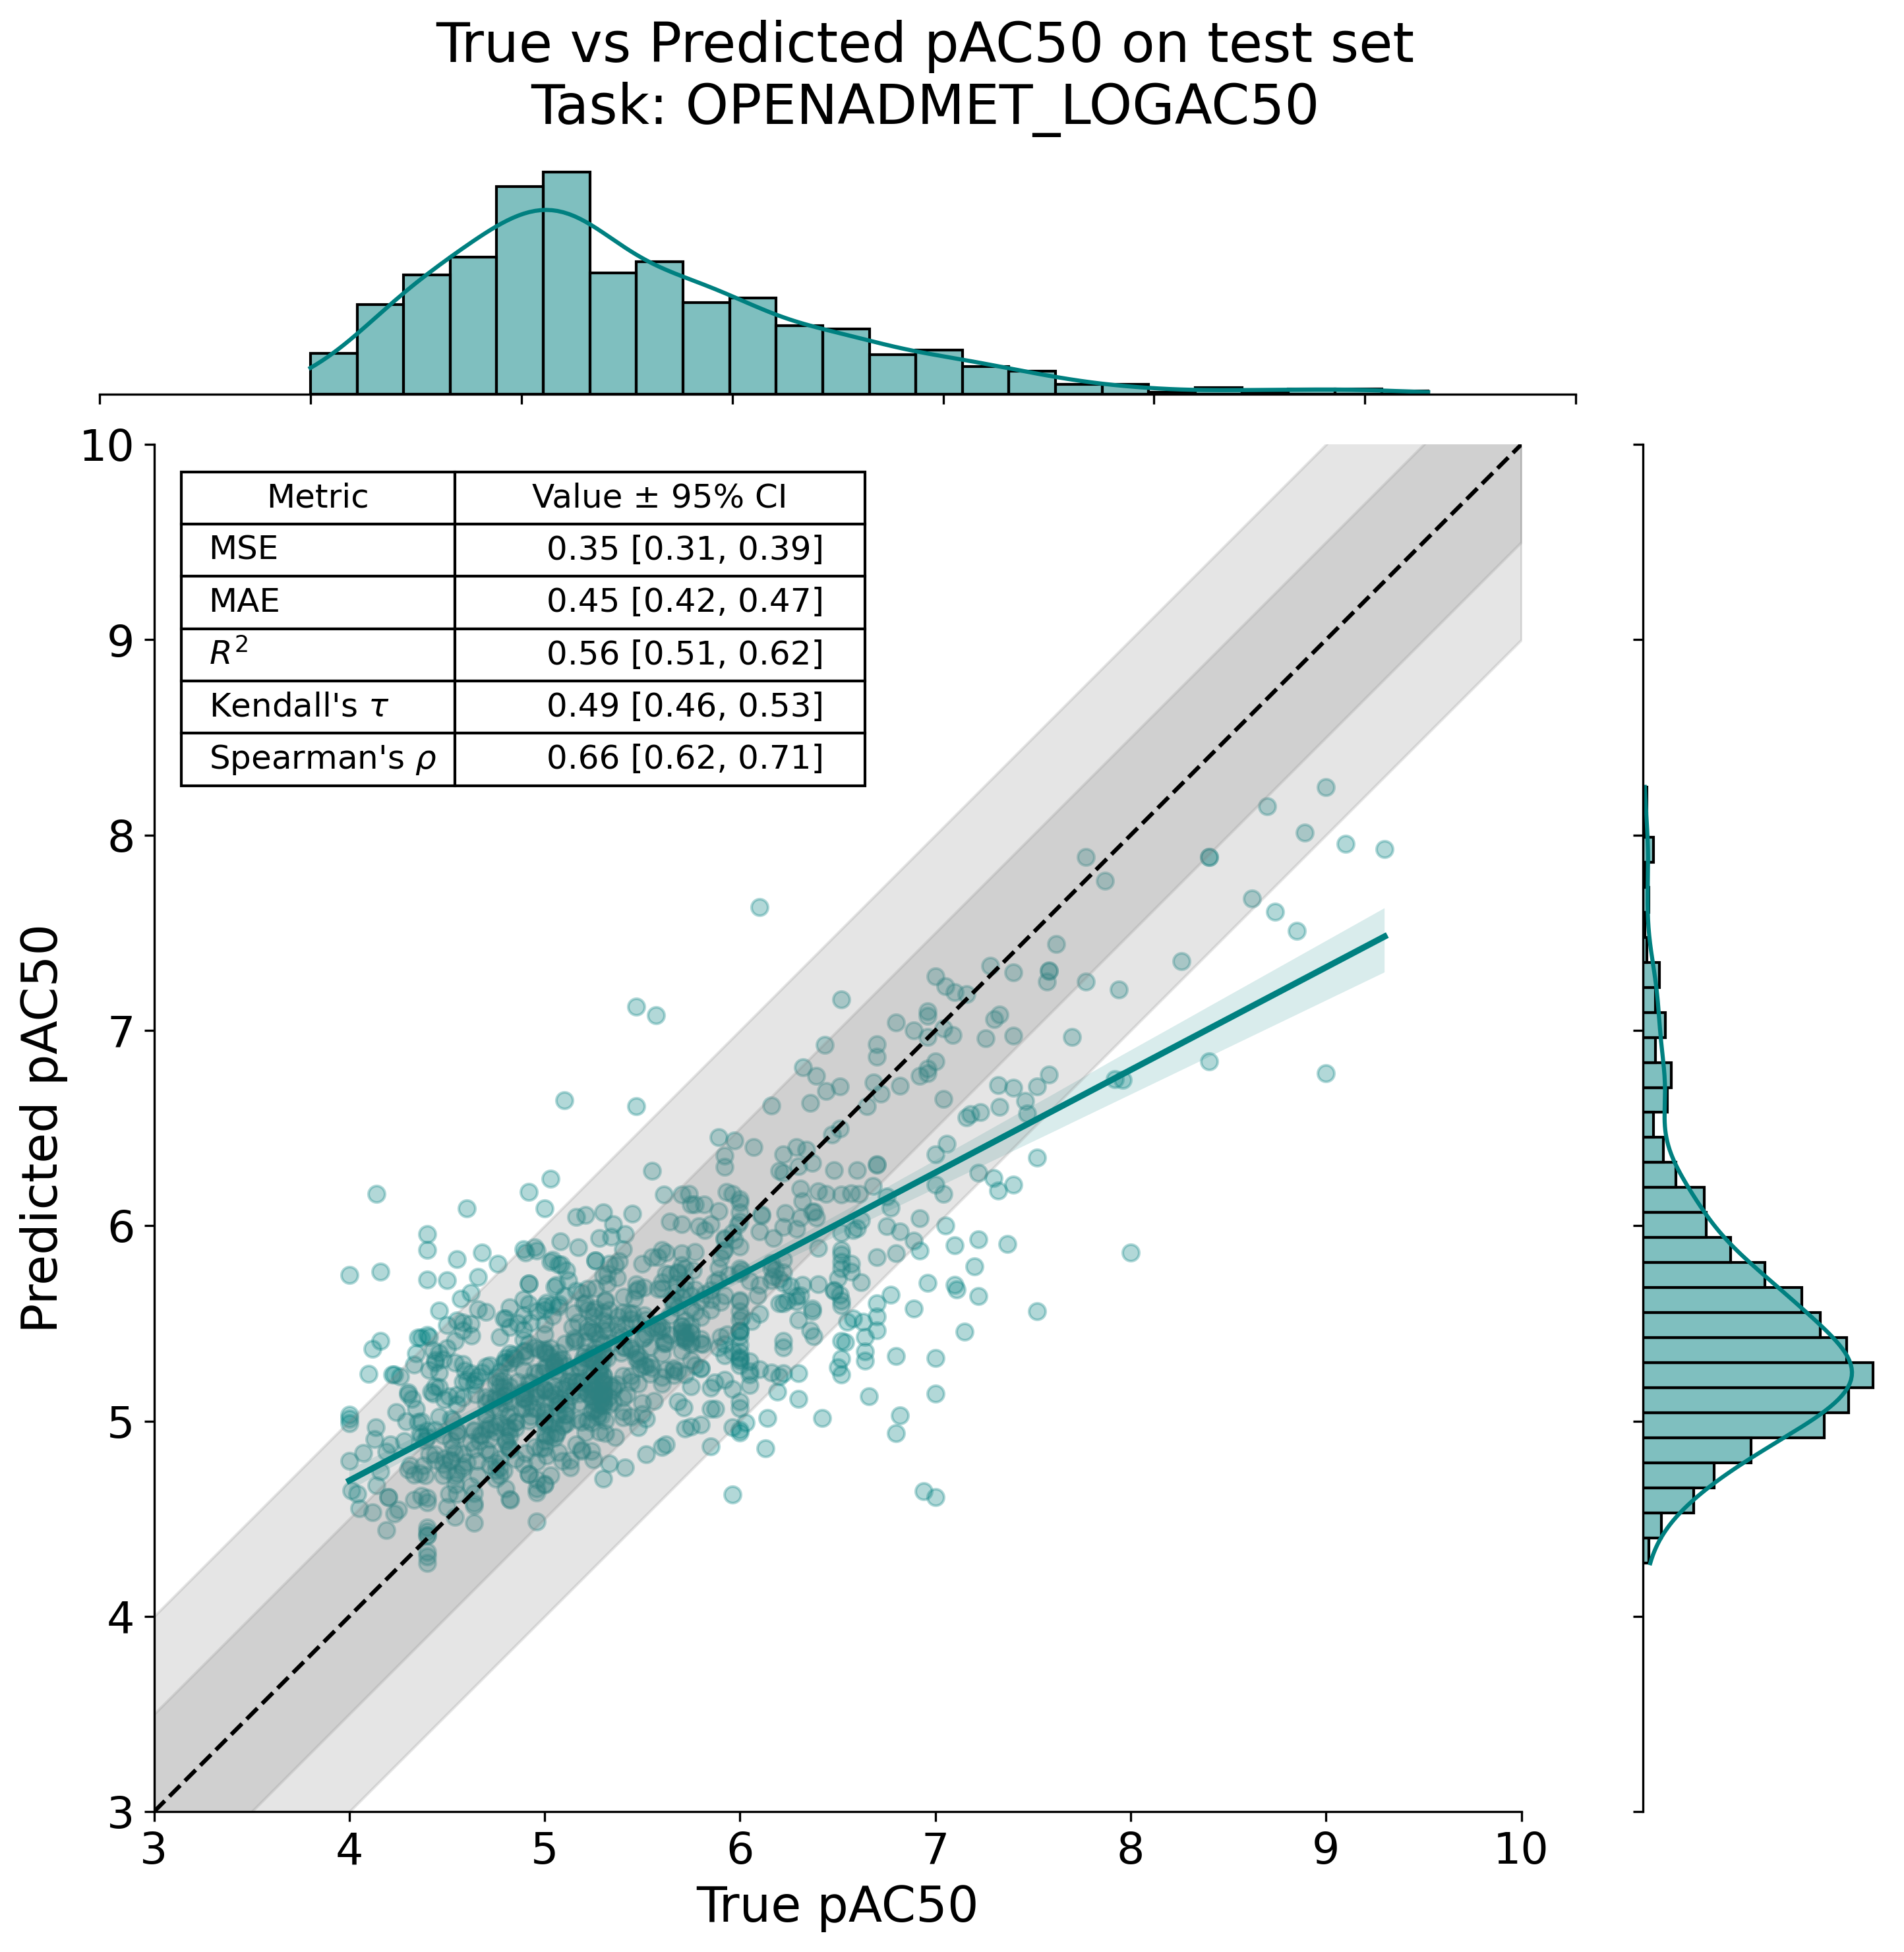 True vs Predicted pAC50 on test set
Task: OPENADMET_LOGAC50
Metric Value ± 95% CI
MSE 0.35 [0.31, 0.39]
MAE 0.45 [0.42, 0.47]
R² 0.56 [0.51, 0.62]
Kendall's τ 0.49 [0.46, 0.53]
Spearman's ρ 0.66 [0.62, 0.71]
10
9
8
7
6
5
4
3
Predicted pAC50
3 4 5 6 7 8 9 10
True pAC50